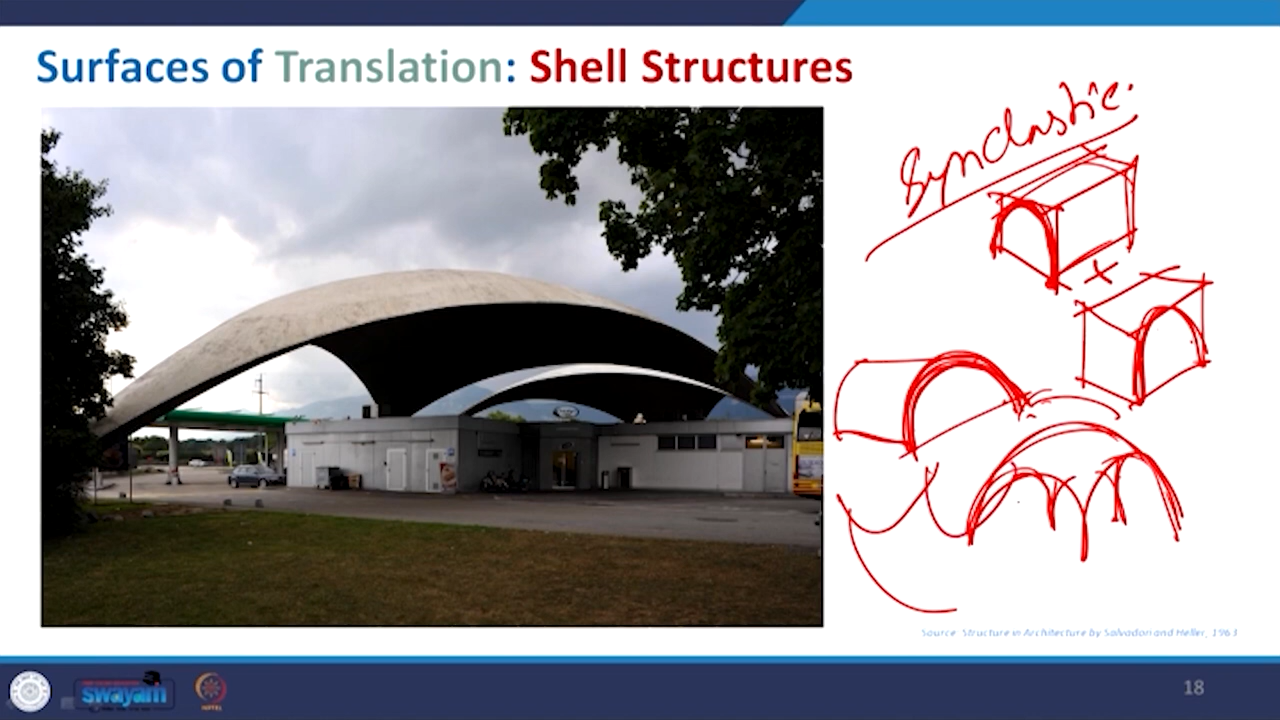 Surfaces of Translation: Shell Structures
Synclastic.
Source: Structure in Architecture by Salvadori and Heller, 1963
swayam
18